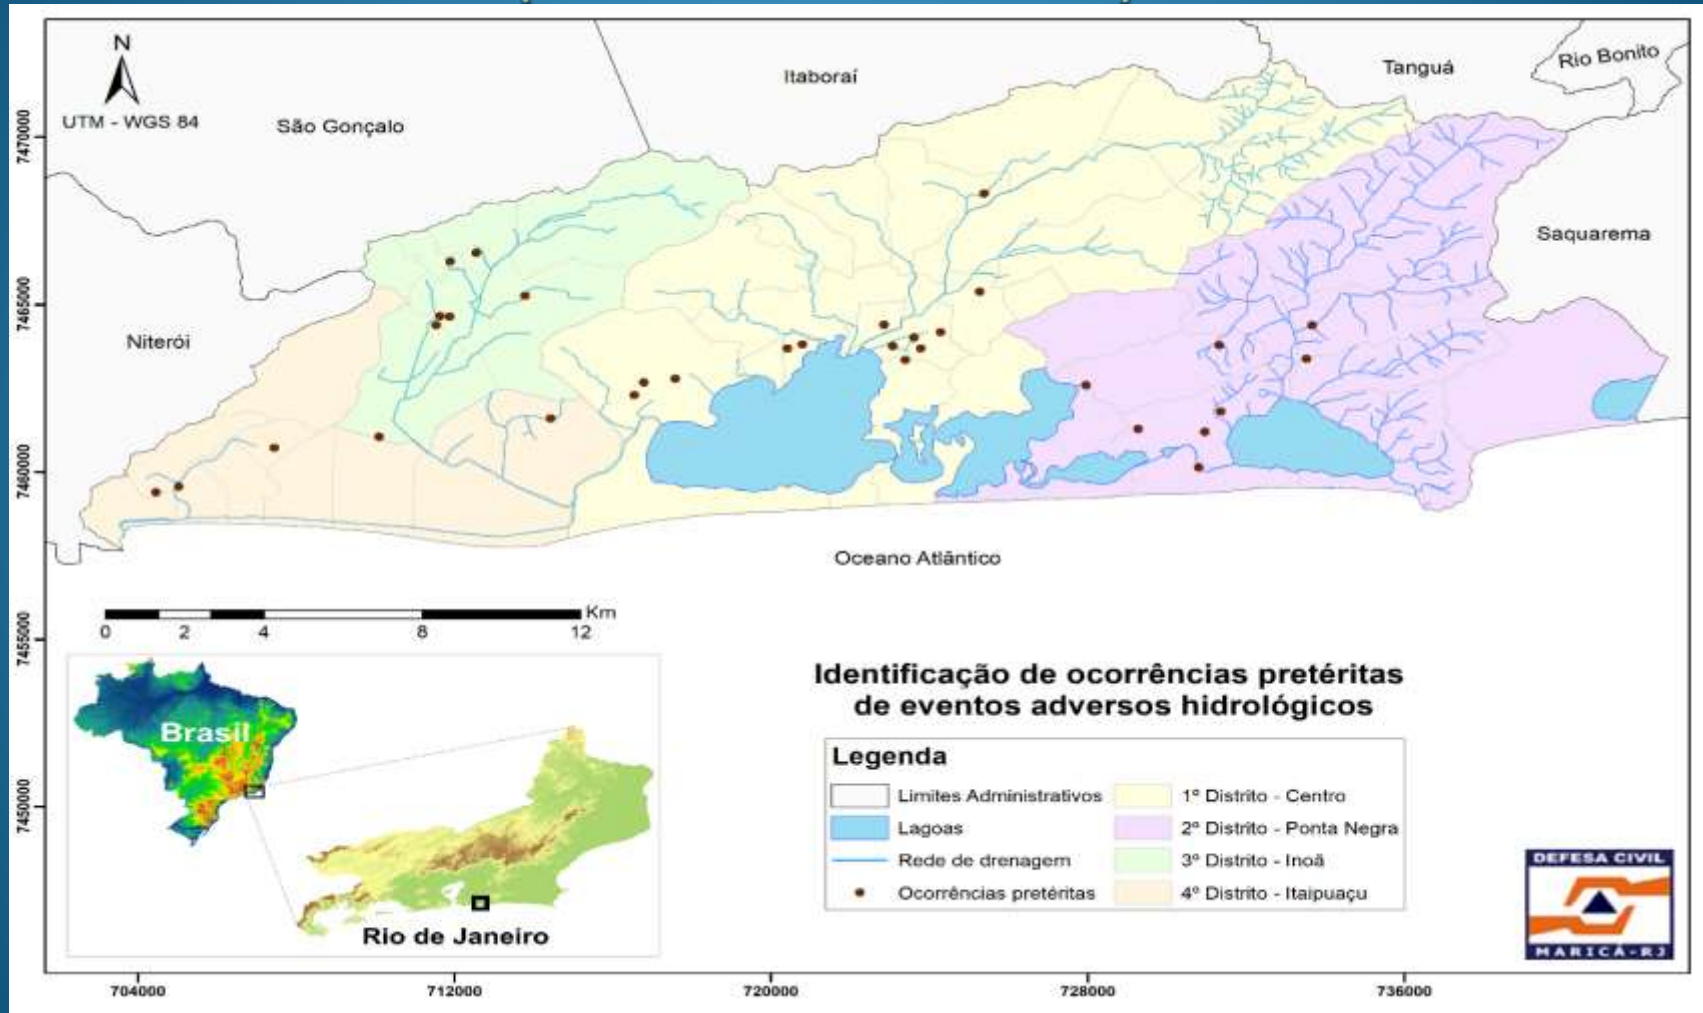 N
UTM - WGS 84
São Gonçalo
Itaboraí
Tanguá
Rio Bonito
Saquarema
Niterói
Oceano Atlântico
7470000
7465000
7460000
7455000
7450000
Km
0 2 4 8 12
Brasil
Rio de Janeiro
Identificação de ocorrências pretéritas
de eventos adversos hidrológicos
Legenda
Limites Administrativos
Lagoas
Rede de drenagem
Ocorrências pretéritas
1º Distrito - Centro
2º Distrito - Ponta Negra
3º Distrito - Inoã
4º Distrito - Itaipuaçu
DEFESA CIVIL
MARICÁ-RJ
704000 712000 720000 728000 736000